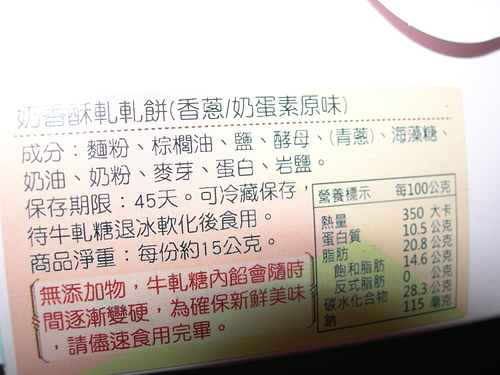 奶香酥軋軋餅(香蔥/奶蛋素原味)
成分：麵粉、棕櫚油、鹽、酵母、(青蔥)、海藻糖、
奶油、奶粉、麥芽、蛋白、岩鹽。
保存期限：45天。可冷藏保存，
待牛軋糖退冰軟化後食用。
商品淨重：每份約15公克。
無添加物，牛軋糖內餡會隨時
間逐漸變硬，為確保新鮮美味
，請儘速食用完畢。
營養標示 每100公克
熱量 350 大卡
蛋白質 10.5 公克
脂肪 20.8 公克
飽和脂肪 14.6 公克
反式脂肪 0 公克
碳水化合物 28.3 公克
鈉 115 毫克